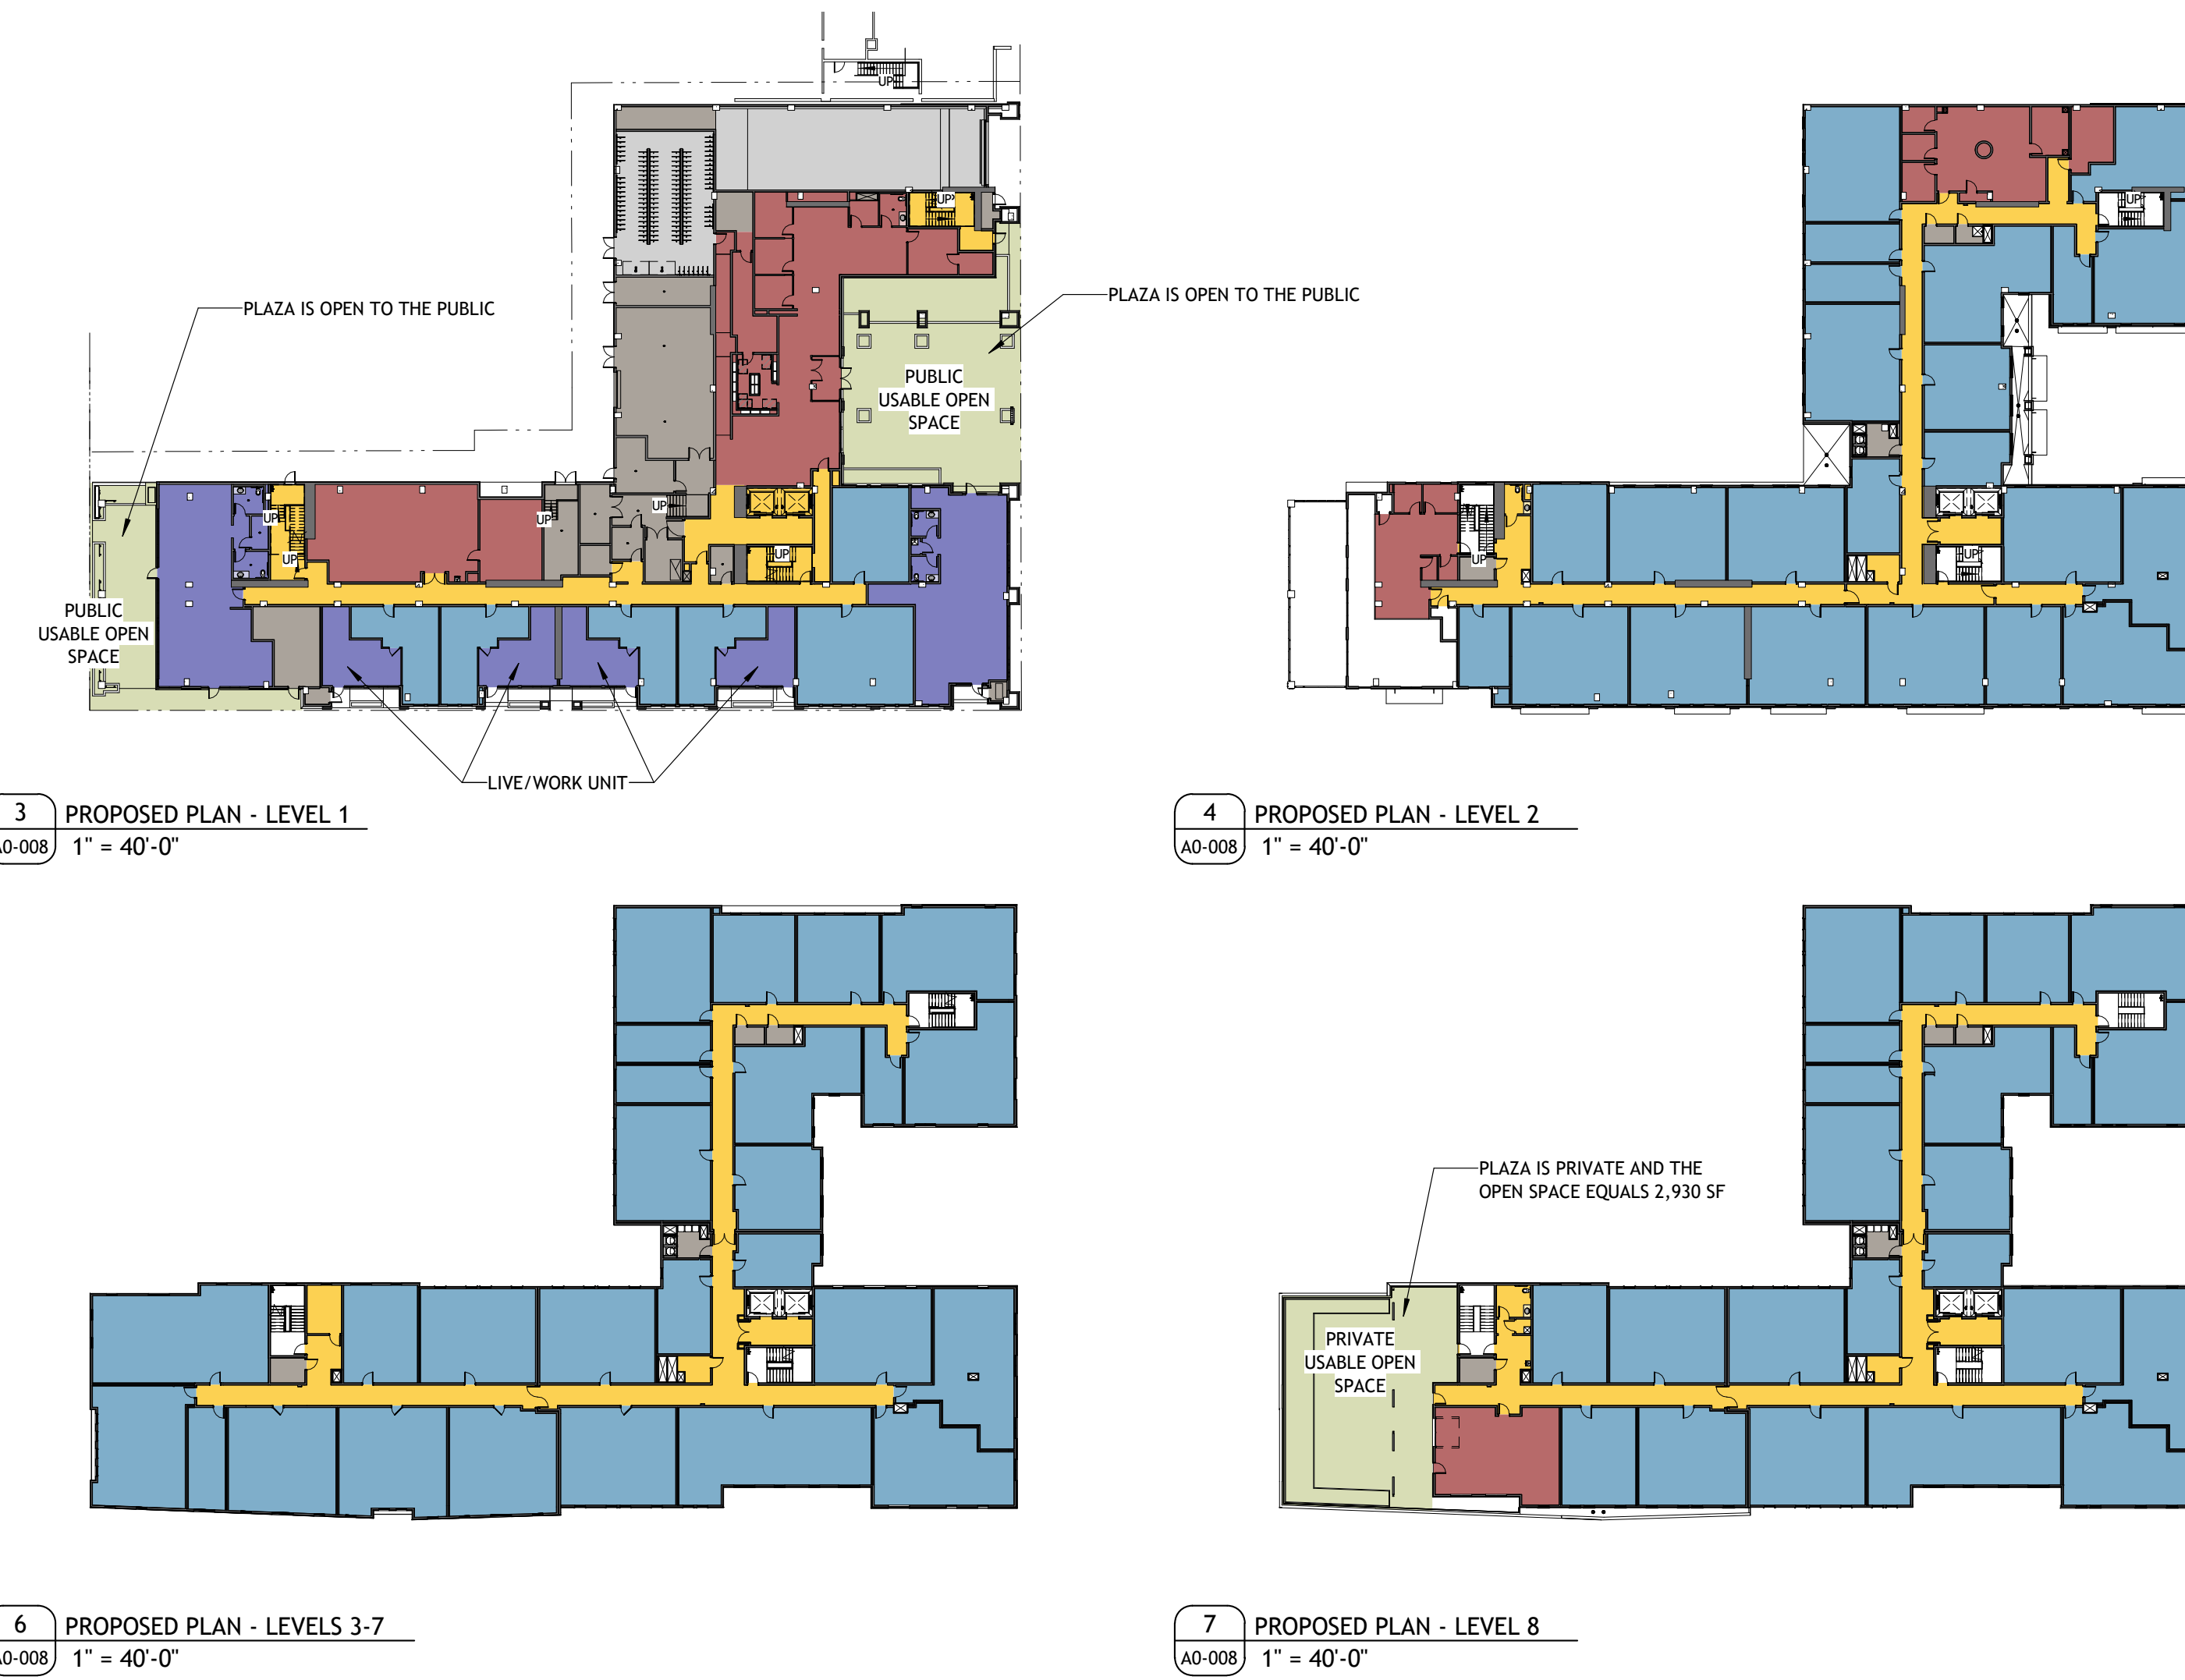 UP
UP
UP
PLAZA IS OPEN TO THE PUBLIC
PLAZA IS OPEN TO THE PUBLIC
PUBLIC
USABLE OPEN
SPACE
UP
UP
UP
UP
UP
UP
UP
UP
PUBLIC
USABLE OPEN
SPACE
LIVE/WORK UNIT
3
PROPOSED PLAN - LEVEL 1
A0-008
1" = 40'-0"
4
PROPOSED PLAN - LEVEL 2
A0-008
1" = 40'-0"
PLAZA IS PRIVATE AND THE
OPEN SPACE EQUALS 2,930 SF
PRIVATE
USABLE OPEN
SPACE
6
PROPOSED PLAN - LEVELS 3-7
A0-008
1" = 40'-0"
7
PROPOSED PLAN - LEVEL 8
A0-008
1" = 40'-0"